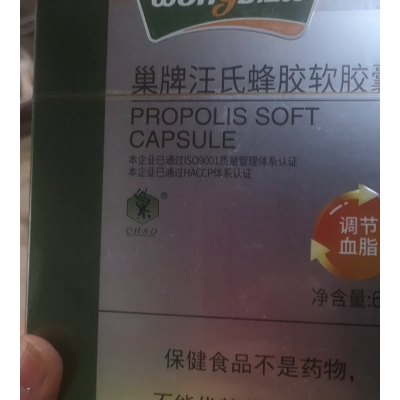 巢牌汪氏蜂胶软胶囊
PROPOLIS SOFT
CAPSULE
本企业已通过ISO9001质量管理体系认证
本企业已通过HACCP体系认证
巢®
CHAO
调节
血脂
净含量:6
保健食品不是药物，